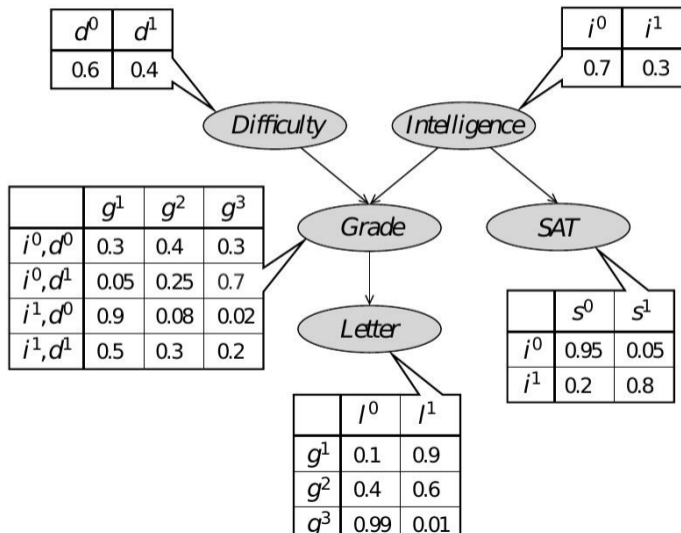 d⁰ d¹
0.6 0.4
i⁰ i¹
0.7 0.3
Difficulty
Intelligence
g¹ g² g³
i⁰,d⁰ 0.3 0.4 0.3
i⁰,d¹ 0.05 0.25 0.7
i¹,d⁰ 0.9 0.08 0.02
i¹,d¹ 0.5 0.3 0.2
Grade
SAT
Letter
s⁰ s¹
i⁰ 0.95 0.05
i¹ 0.2 0.8
l⁰ l¹
g¹ 0.1 0.9
g² 0.4 0.6
g³ 0.99 0.01